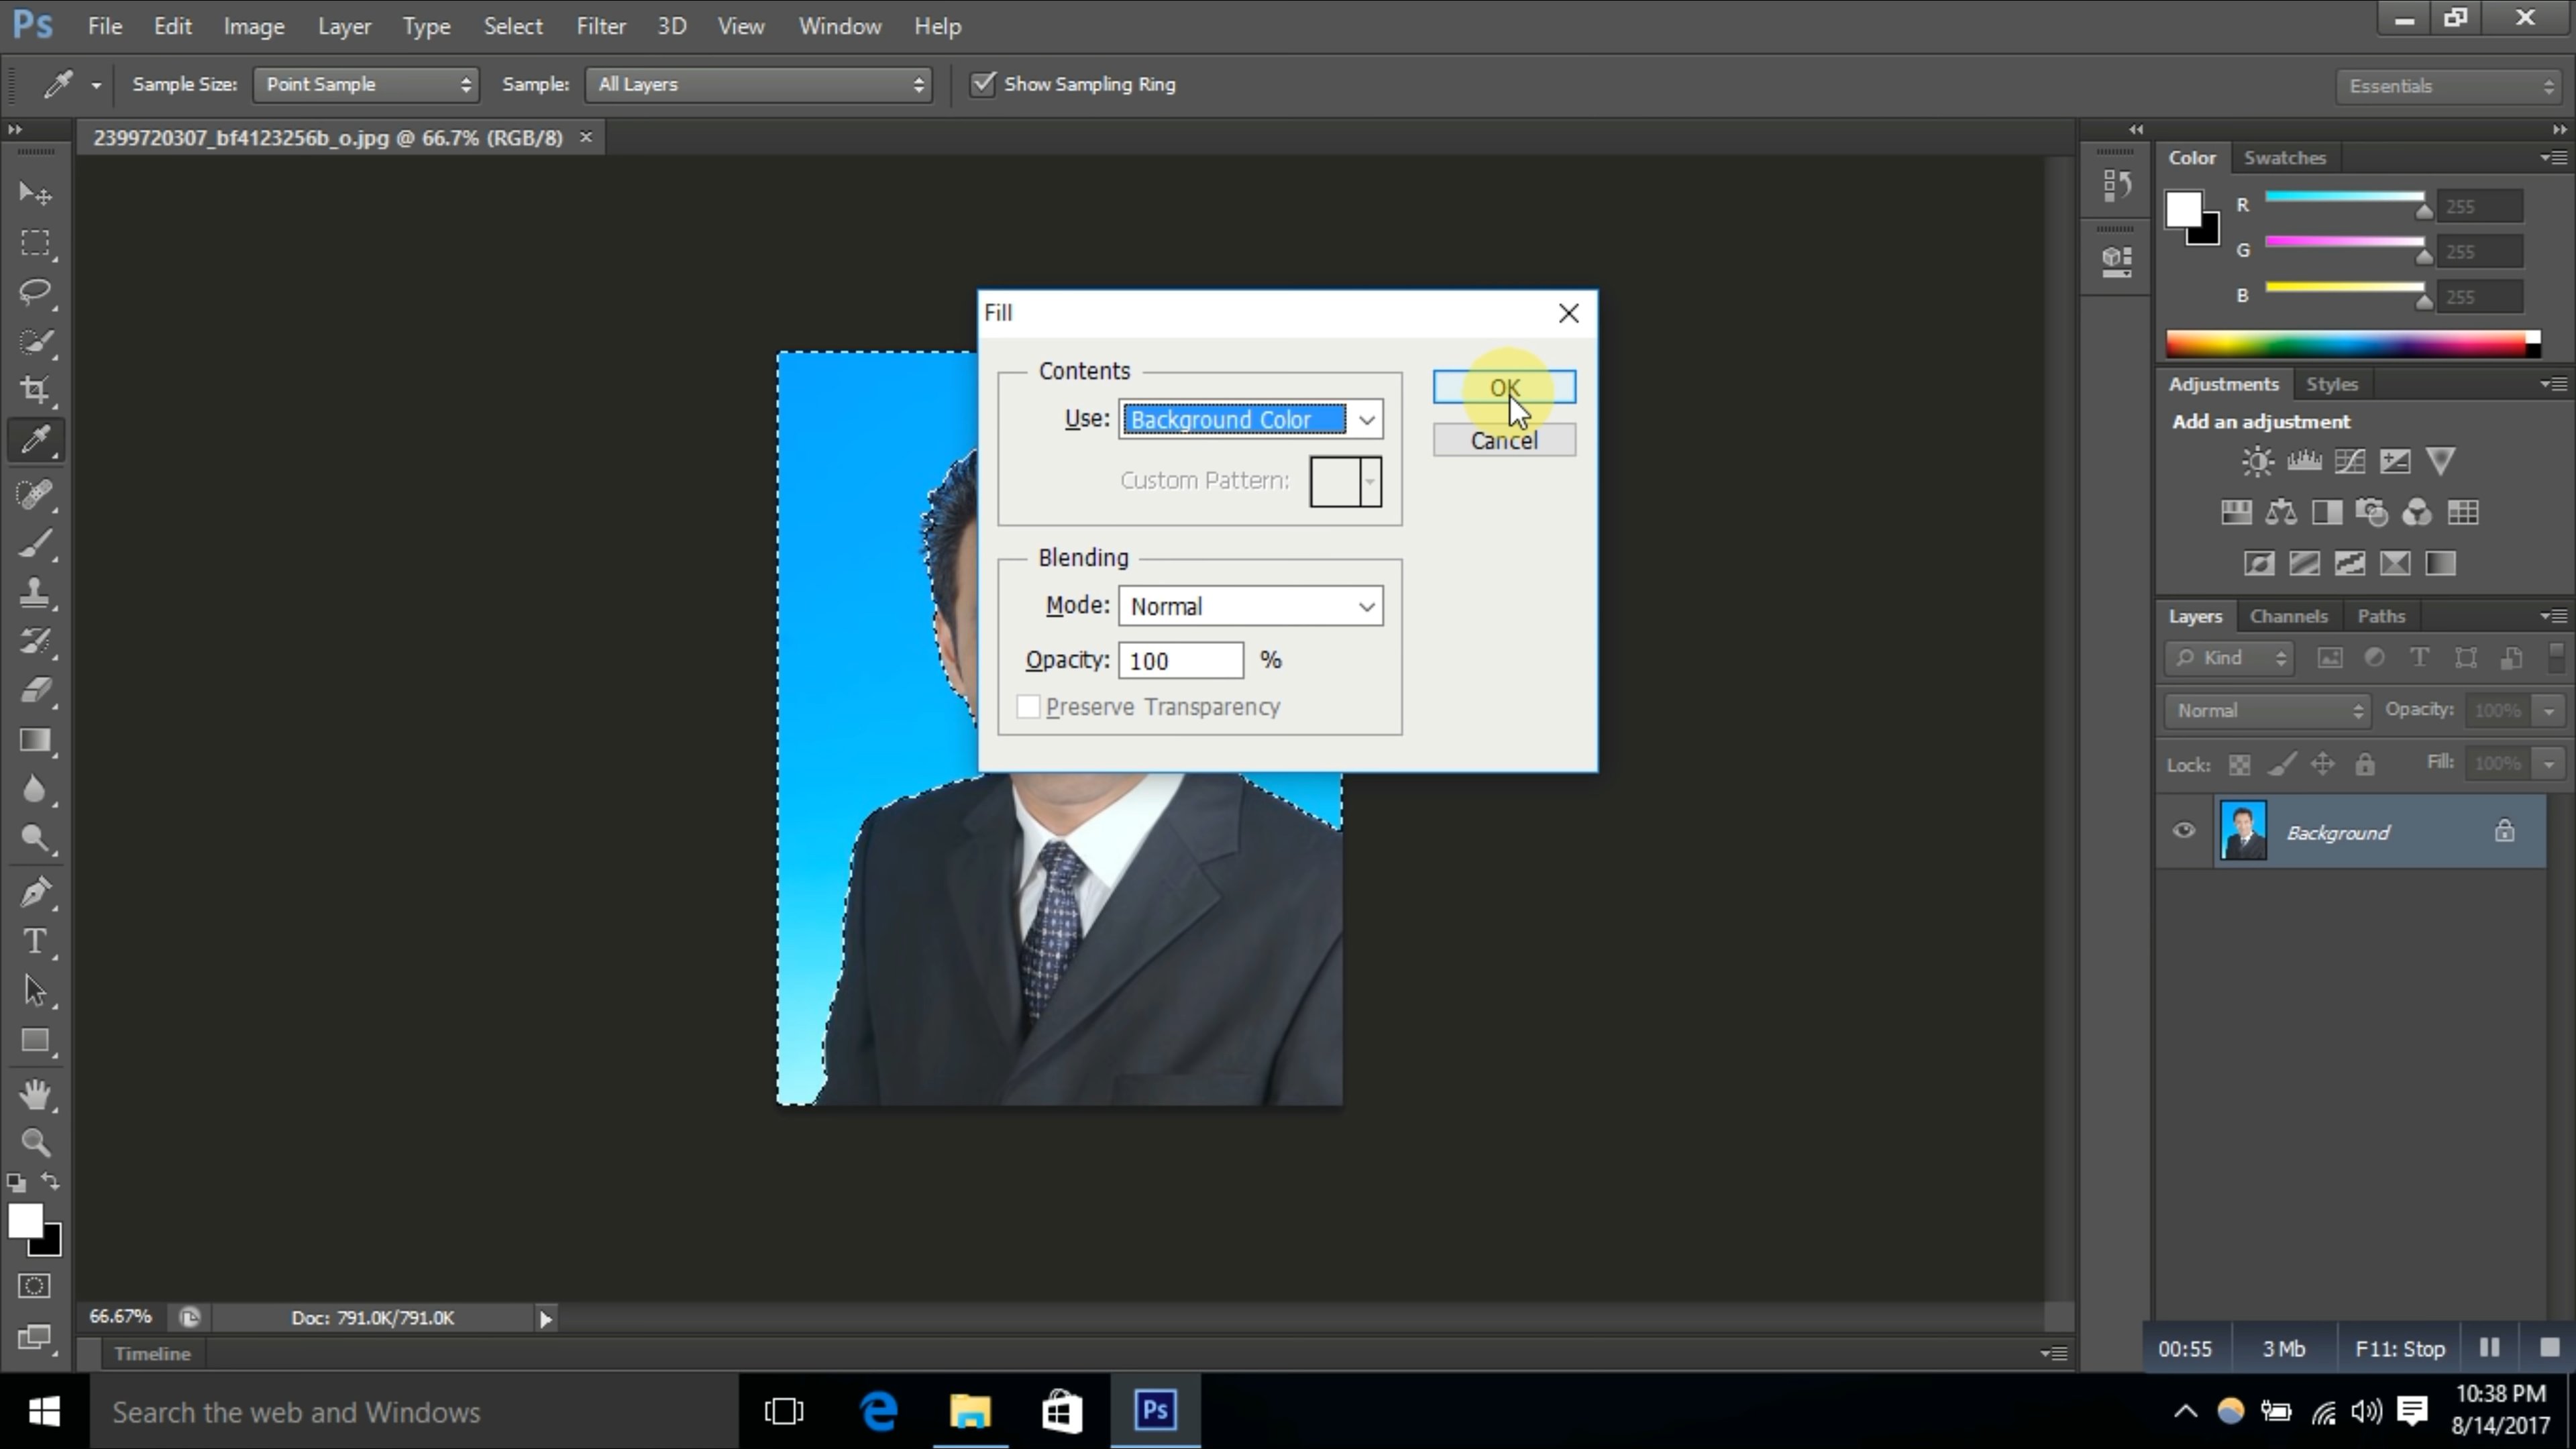 Ps File Edit Image Layer Type Select Filter 3D View Window Help
Sample Size: Point Sample Sample: All Layers Show Sampling Ring Essentials
2399720307_bf4123256b_o.jpg @ 66.7% (RGB/8)
Color Swatches
R 255
G 255
B 255
Fill
Contents
Use: Background Color
Custom Pattern:
OK
Cancel
Blending
Mode: Normal
Opacity: 100 %
Preserve Transparency
Adjustments Styles
Add an adjustment
Layers Channels Paths
Kind
Normal Opacity: 100%
Lock: Fill: 100%
Background
66.67% Doc: 791.0K/791.0K
Timeline
00:55 3 Mb F11: Stop
Search the web and Windows
Ps
10:38 PM
8/14/2017